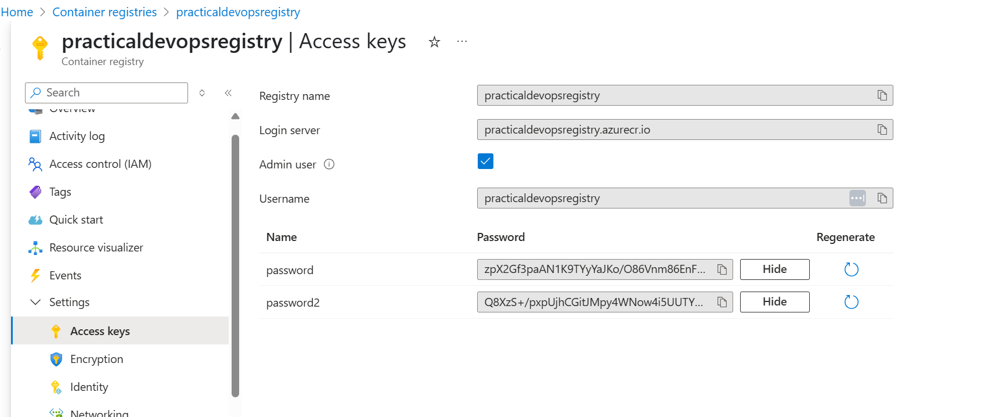 Home > Container registries > practicaldevopsregistry
practicaldevopsregistry | Access keys
Container registry
Search
Overview
Activity log
Access control (IAM)
Tags
Quick start
Resource visualizer
Events
Settings
Access keys
Encryption
Identity
Networking
Registry name practicaldevopsregistry
Login server practicaldevopsregistry.azurecr.io
Admin user
Username practicaldevopsregistry
Name Password Regenerate
password zpX2Gf3paAN1K9TYyYaJKo/O86Vnm86EnF... Hide
password2 Q8XzS+/pxpUjhCGitJMpy4WNow4i5UUTY... Hide